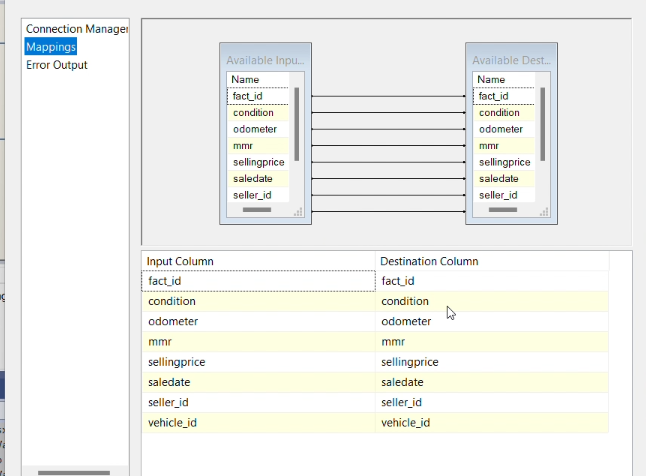 Connection Manager
Mappings
Error Output
Available Inpu...
Name
fact_id
condition
odometer
mmr
sellingprice
saledate
seller_id
Available Dest...
Name
fact_id
condition
odometer
mmr
sellingprice
saledate
seller_id
Input Column Destination Column
fact_id fact_id
condition condition
odometer odometer
mmr mmr
sellingprice sellingprice
saledate saledate
seller_id seller_id
vehicle_id vehicle_id